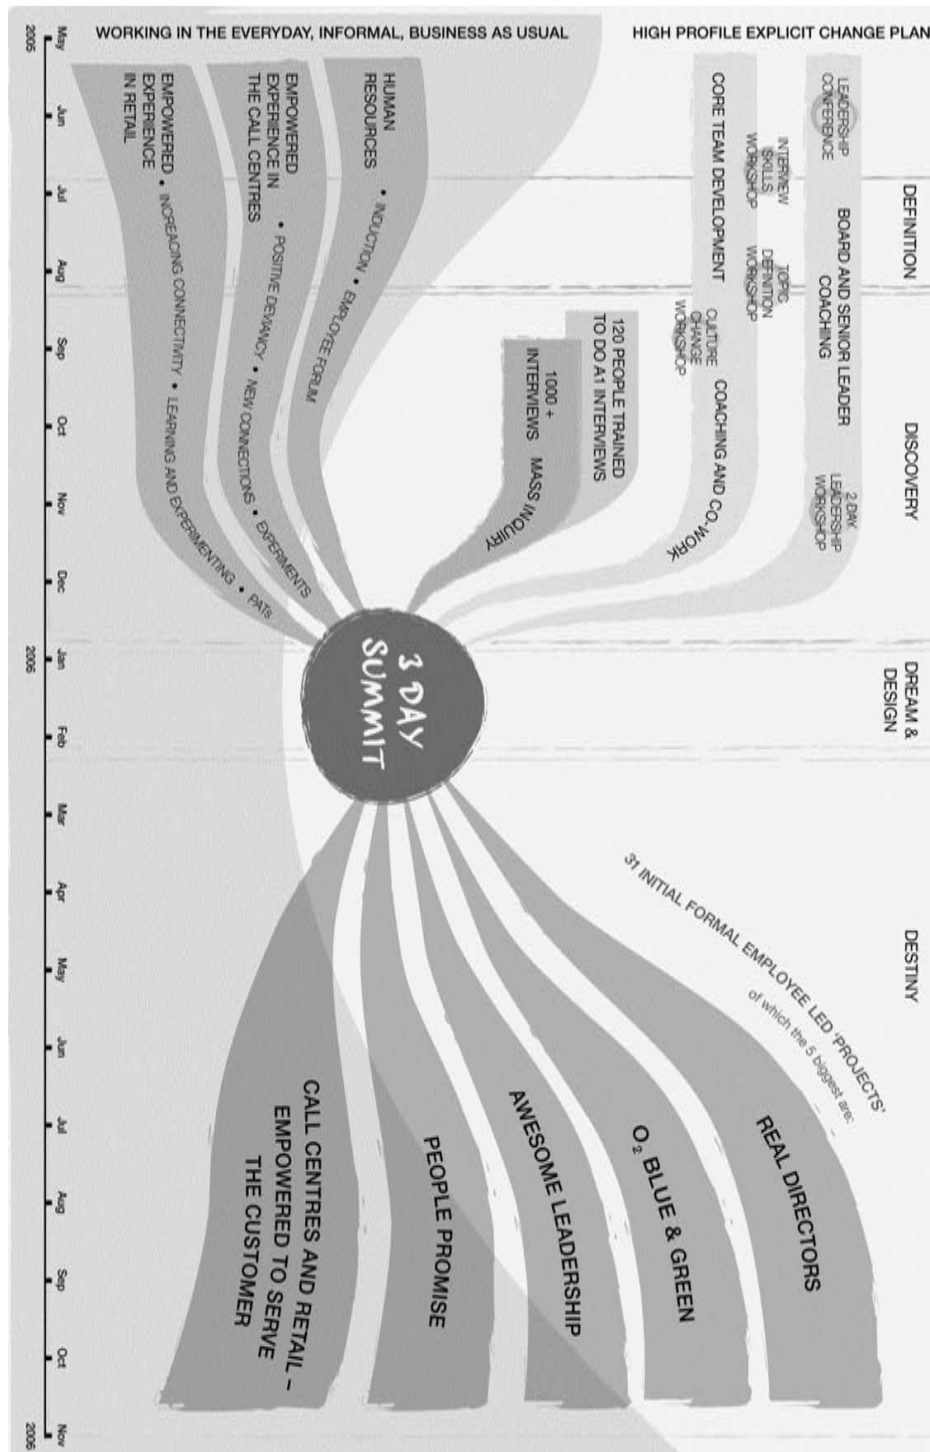 HIGH PROFILE EXPLICIT CHANGE PLAN
WORKING IN THE EVERYDAY, INFORMAL, BUSINESS AS USUAL
DEFINITION
DISCOVERY
DREAM &
DESIGN
DESTINY
LEADERSHIP
CONFERENCE
BOARD AND SENIOR LEADER
COACHING
2 DAY
LEADERSHIP
WORKSHOP
INTERVIEW
SKILLS
WORKSHOP
TOPIC
DEFINITION
WORKSHOP
CORE TEAM DEVELOPMENT
CULTURE
CHANGE
WORKSHOP
COACHING AND CO-WORK
120 PEOPLE TRAINED
TO DO A1 INTERVIEWS
1000 +
INTERVIEWS
MASS INQUIRY
HUMAN
RESOURCES
• INDUCTION • EMPLOYEE FORUM
EMPOWERED
EXPERIENCE IN
THE CALL CENTRES
• POSITIVE DEVIANCY • NEW CONNECTIONS • EXPERIMENTS
EMPOWERED
EXPERIENCE
IN RETAIL
• INCREACING CONNECTIVITY • LEARNING AND EXPERIMENTING • PATs
3 DAY
SUMMIT
31 INITIAL FORMAL EMPLOYEE LED 'PROJECTS'
of which the 5 biggest are:
REAL DIRECTORS
O₂ BLUE & GREEN
AWESOME LEADERSHIP
PEOPLE PROMISE
CALL CENTRES AND RETAIL –
EMPOWERED TO SERVE
THE CUSTOMER
May Jun Jul Aug Sep Oct Nov Dec Jan Feb Mar Apr May Jun Jul Aug Sep Oct Nov
2005 2006 2006